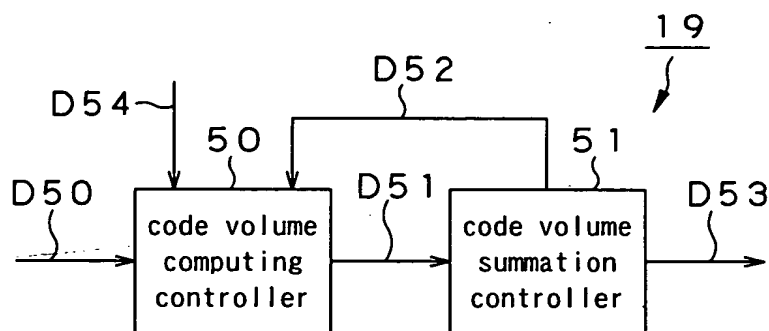 19
D52
D54
50
51
D50
D51
D53
code volume
computing
controller
code volume
summation
controller